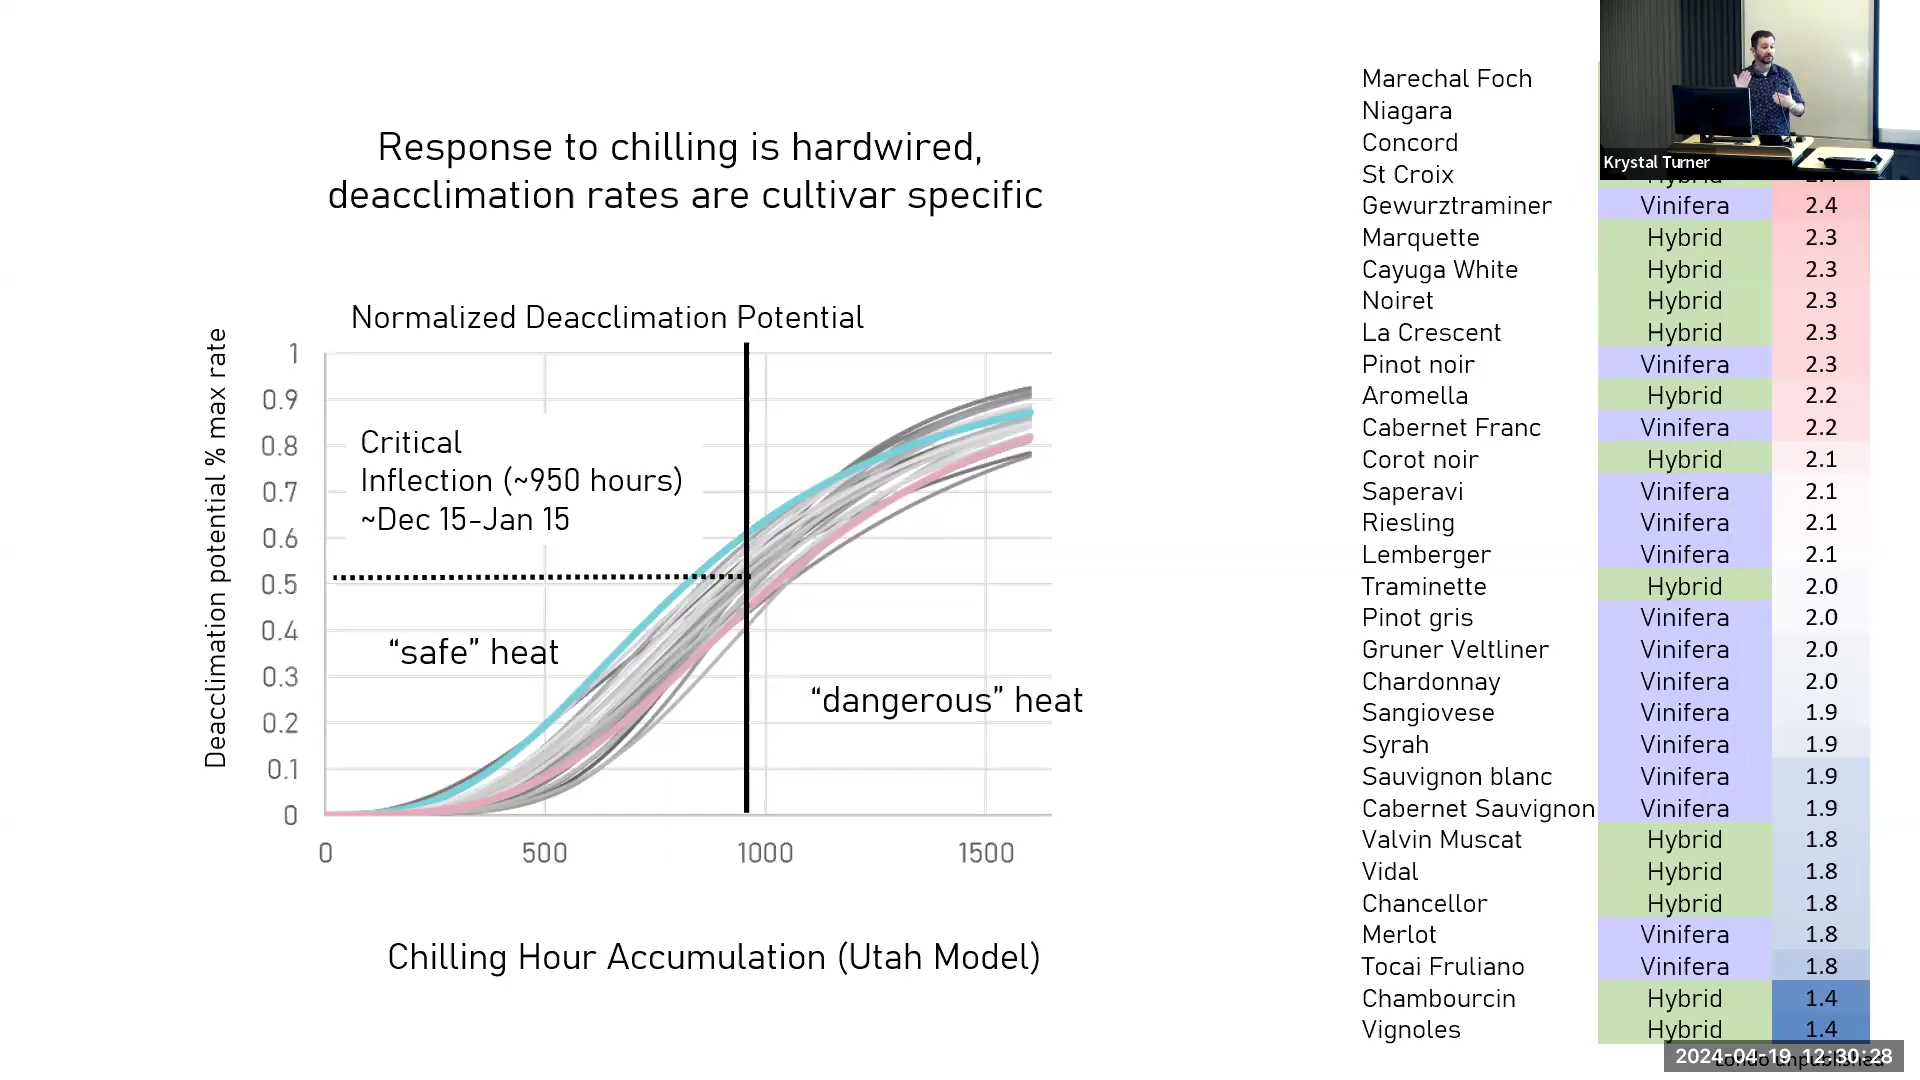 Response to chilling is hardwired,
deacclimation rates are cultivar specific
Normalized Deacclimation Potential
Deacclimation potential % max rate
1
0.9
0.8
0.7
0.6
0.5
0.4
0.3
0.2
0.1
0
Critical
Inflection (~950 hours)
~Dec 15-Jan 15
“safe” heat
“dangerous” heat
0 500 1000 1500
Chilling Hour Accumulation (Utah Model)
Marechal Foch
Niagara
Concord
Krystal Turner
St Croix Hybrid
Gewurztraminer Vinifera 2.4
Marquette Hybrid 2.3
Cayuga White Hybrid 2.3
Noiret Hybrid 2.3
La Crescent Hybrid 2.3
Pinot noir Vinifera 2.3
Aromella Hybrid 2.2
Cabernet Franc Vinifera 2.2
Corot noir Hybrid 2.1
Saperavi Vinifera 2.1
Riesling Vinifera 2.1
Lemberger Vinifera 2.1
Traminette Hybrid 2.0
Pinot gris Vinifera 2.0
Gruner Veltliner Vinifera 2.0
Chardonnay Vinifera 2.0
Sangiovese Vinifera 1.9
Syrah Vinifera 1.9
Sauvignon blanc Vinifera 1.9
Cabernet Sauvignon Vinifera 1.9
Valvin Muscat Hybrid 1.8
Vidal Hybrid 1.8
Chancellor Hybrid 1.8
Merlot Vinifera 1.8
Tocai Fruliano Vinifera 1.8
Chambourcin Hybrid 1.4
Vignoles Hybrid 1.4
2024-04-19 12:30:28